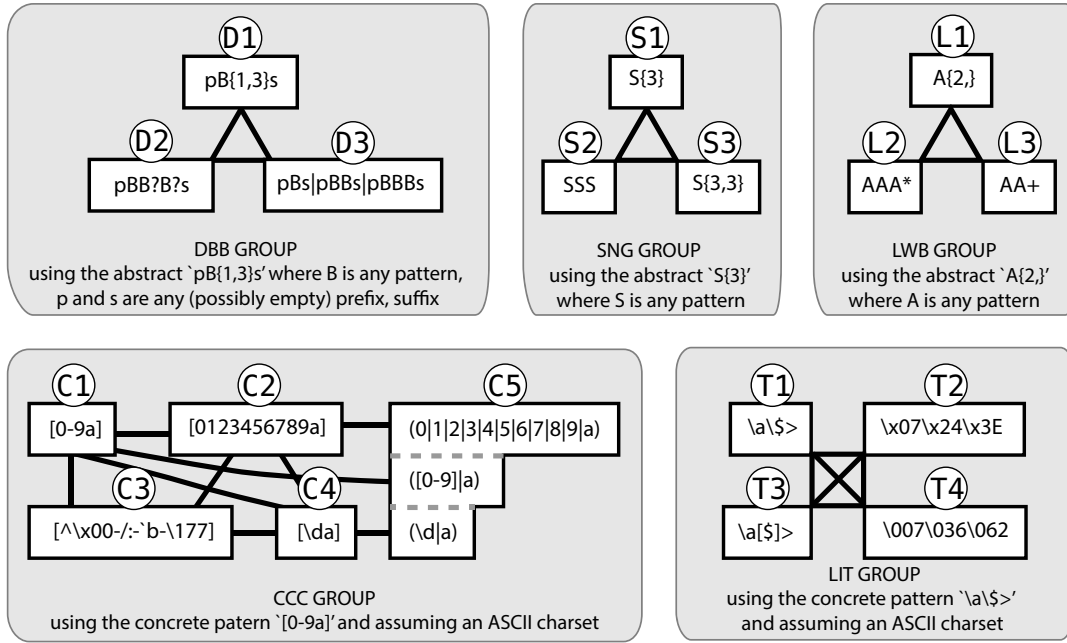 D1
pB{1,3}s
D2
D3
pBB?B?s
pBs|pBBs|pBBBs
DBB GROUP
using the abstract `pB{1,3}s' where B is any pattern,
p and s are any (possibly empty) prefix, suffix
S1
S{3}
S2
S3
SSS
S{3,3}
SNG GROUP
using the abstract `S{3}'
where S is any pattern
L1
A{2,}
L2
L3
AAA*
AA+
LWB GROUP
using the abstract `A{2,}'
where A is any pattern
C1
C2
C5
[0-9a]
[0123456789a]
(0|1|2|3|4|5|6|7|8|9|a)
([0-9]|a)
C3
C4
[^\x00-/:-`b-\177]
[\da]
(\d|a)
CCC GROUP
using the concrete patern `[0-9a]' and assuming an ASCII charset
T1
T2
\a\$>
\x07\x24\x3E
T3
T4
\a[$]>
\007\036\062
LIT GROUP
using the concrete pattern `\a\$>'
and assuming an ASCII charset